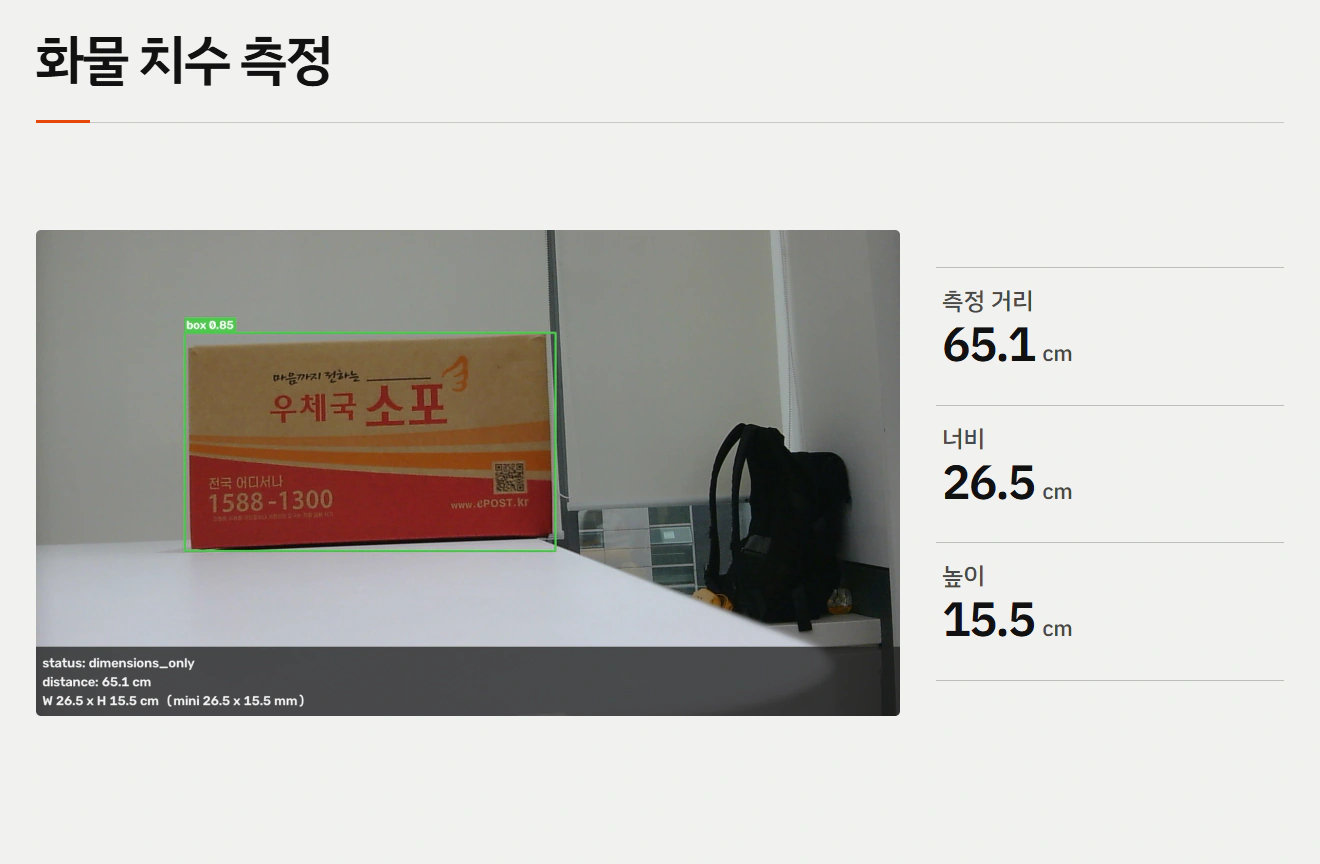 화물 치수 측정
box 0.85
마음까지 전하는
우체국 소포
전국 어디서나
1588-1300
www.ePOST.kr
status: dimensions_only
distance: 65.1 cm
W 26.5 x H 15.5 cm (mini 26.5 x 15.5 mm)
측정 거리
65.1 cm
너비
26.5 cm
높이
15.5 cm